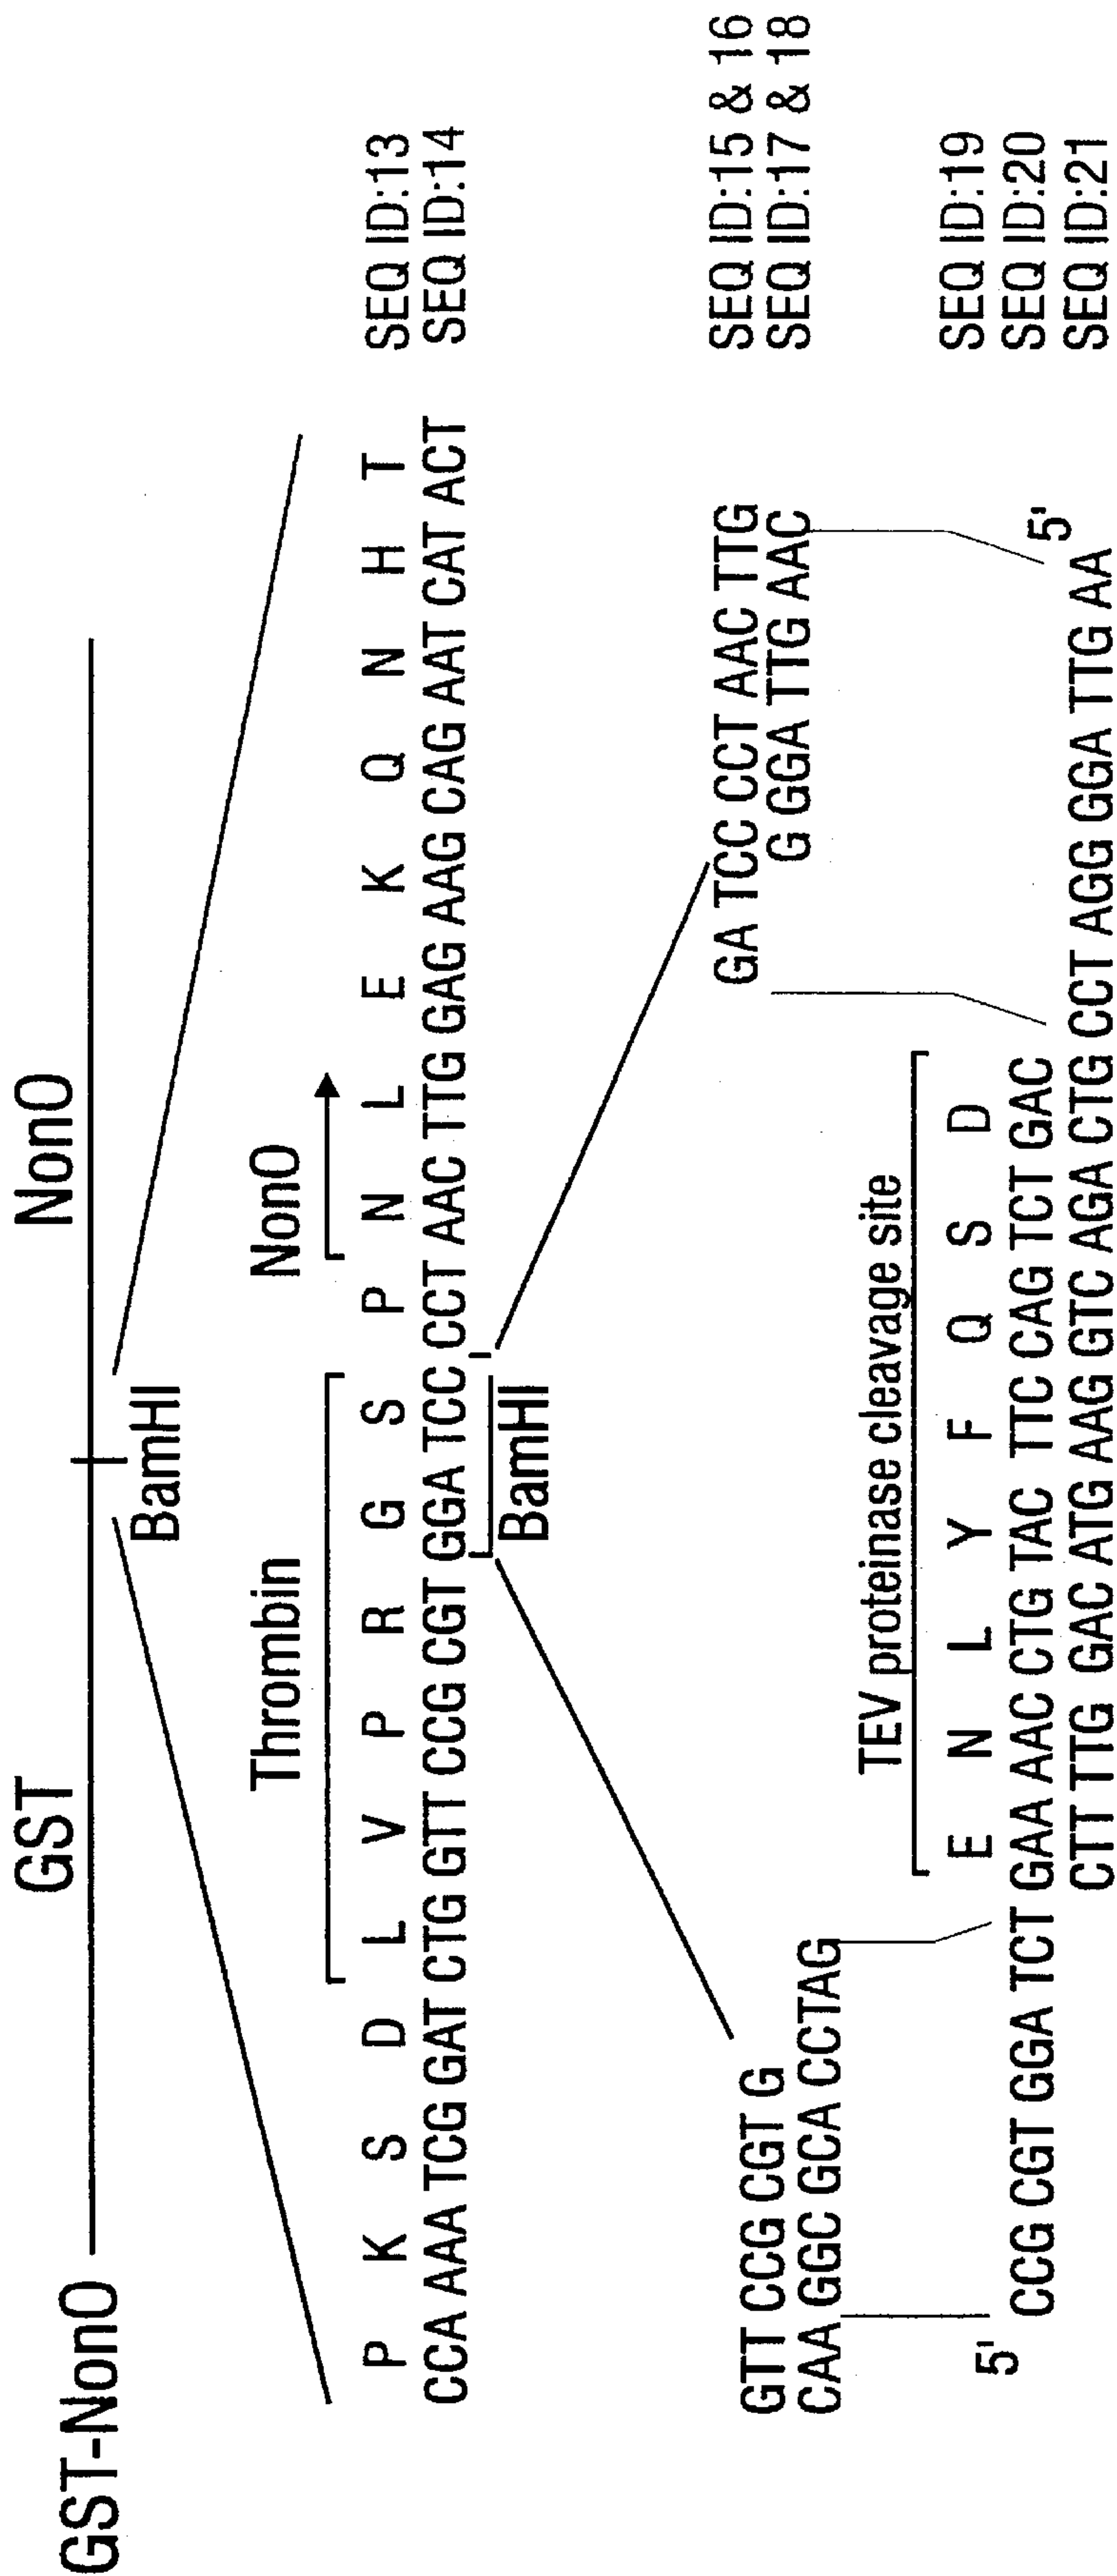 GST-NonO GST NonO
BamHI
Thrombin NonO
P K S D L V P R G S P N L E K Q N H T SEQ ID:13
CCA AAA TCG GAT CTG GTT CCG CGT GGA TCC CCT AAC TTG GAG AAG CAG AAT CAT ACT SEQ ID:14
BamHI
GTT CCG CGT G GA TCC CCT AAC TTG SEQ ID:15 & 16
CAA GGC GCA CCTAG G GGA TTG AAC SEQ ID:17 & 18
TEV proteinase cleavage site
E N L Y F Q S D SEQ ID:19
5' CCG CGT GGA TCT GAA AAC CTG TAC TTC CAG TCT GAC SEQ ID:20
CTT TTG GAC ATG AAG GTC AGA CTG CCT AGG GGA TTG AA 5' SEQ ID:21